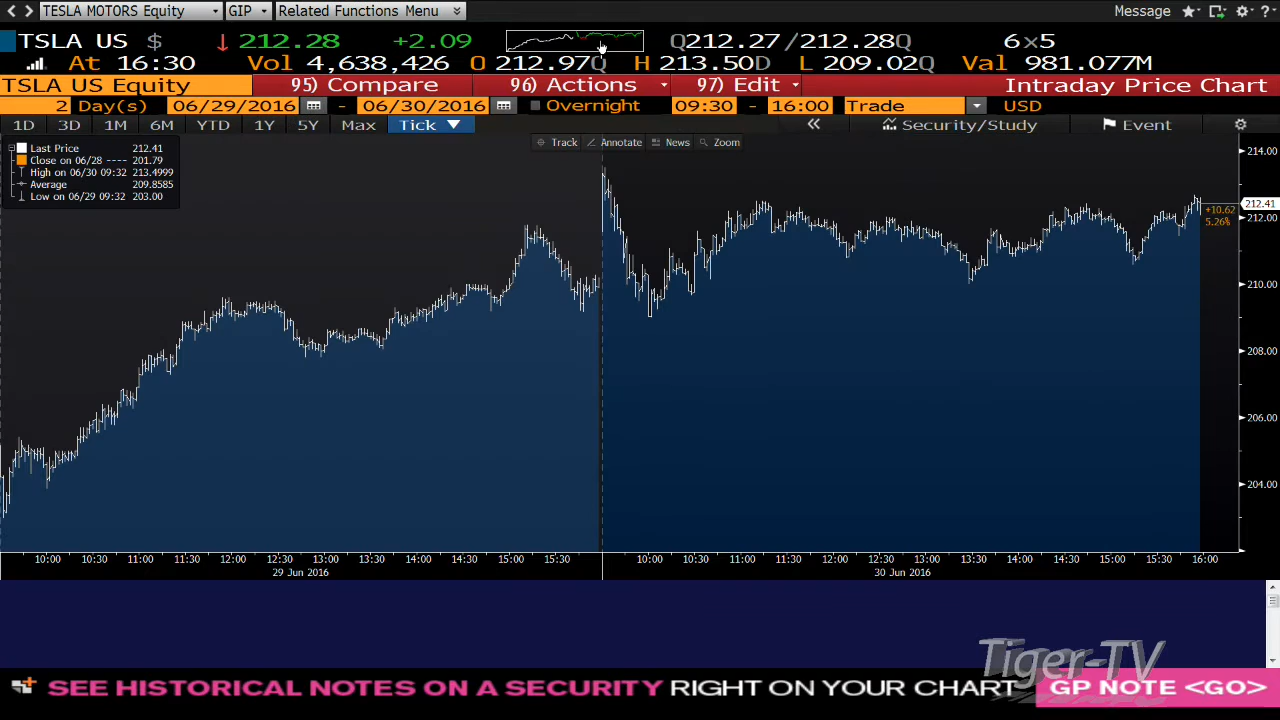 TESLA MOTORS Equity GIP Related Functions Menu Message
TSLA US $ 212.28 +2.09 Q212.27/212.28Q 6×5
At 16:30 Vol 4,638,426 O 212.97Q H 213.50D L 209.02Q Val 981.077M
TSLA US Equity 95) Compare 96) Actions 97) Edit Intraday Price Chart
2 Day(s) 06/29/2016 - 06/30/2016 Overnight 09:30 - 16:00 Trade USD
1D 3D 1M 6M YTD 1Y 5Y Max Tick Security/Study Event
Track Annotate News Zoom
Last Price 212.41
Close on 06/28 ---- 201.79
High on 06/30 09:32 213.4999
Average 209.8585
Low on 06/29 09:32 203.00
214.00
212.41
+10.62
5.26%
212.00
210.00
208.00
206.00
204.00
10:00 10:30 11:00 11:30 12:00 12:30 13:00 13:30 14:00 14:30 15:00 15:30 10:00 10:30 11:00 11:30 12:00 12:30 13:00 13:30 14:00 14:30 15:00 15:30 16:00
29 Jun 2016 30 Jun 2016
Tiger-TV
SEE HISTORICAL NOTES ON A SECURITY RIGHT ON YOUR CHART GP NOTE <GO>